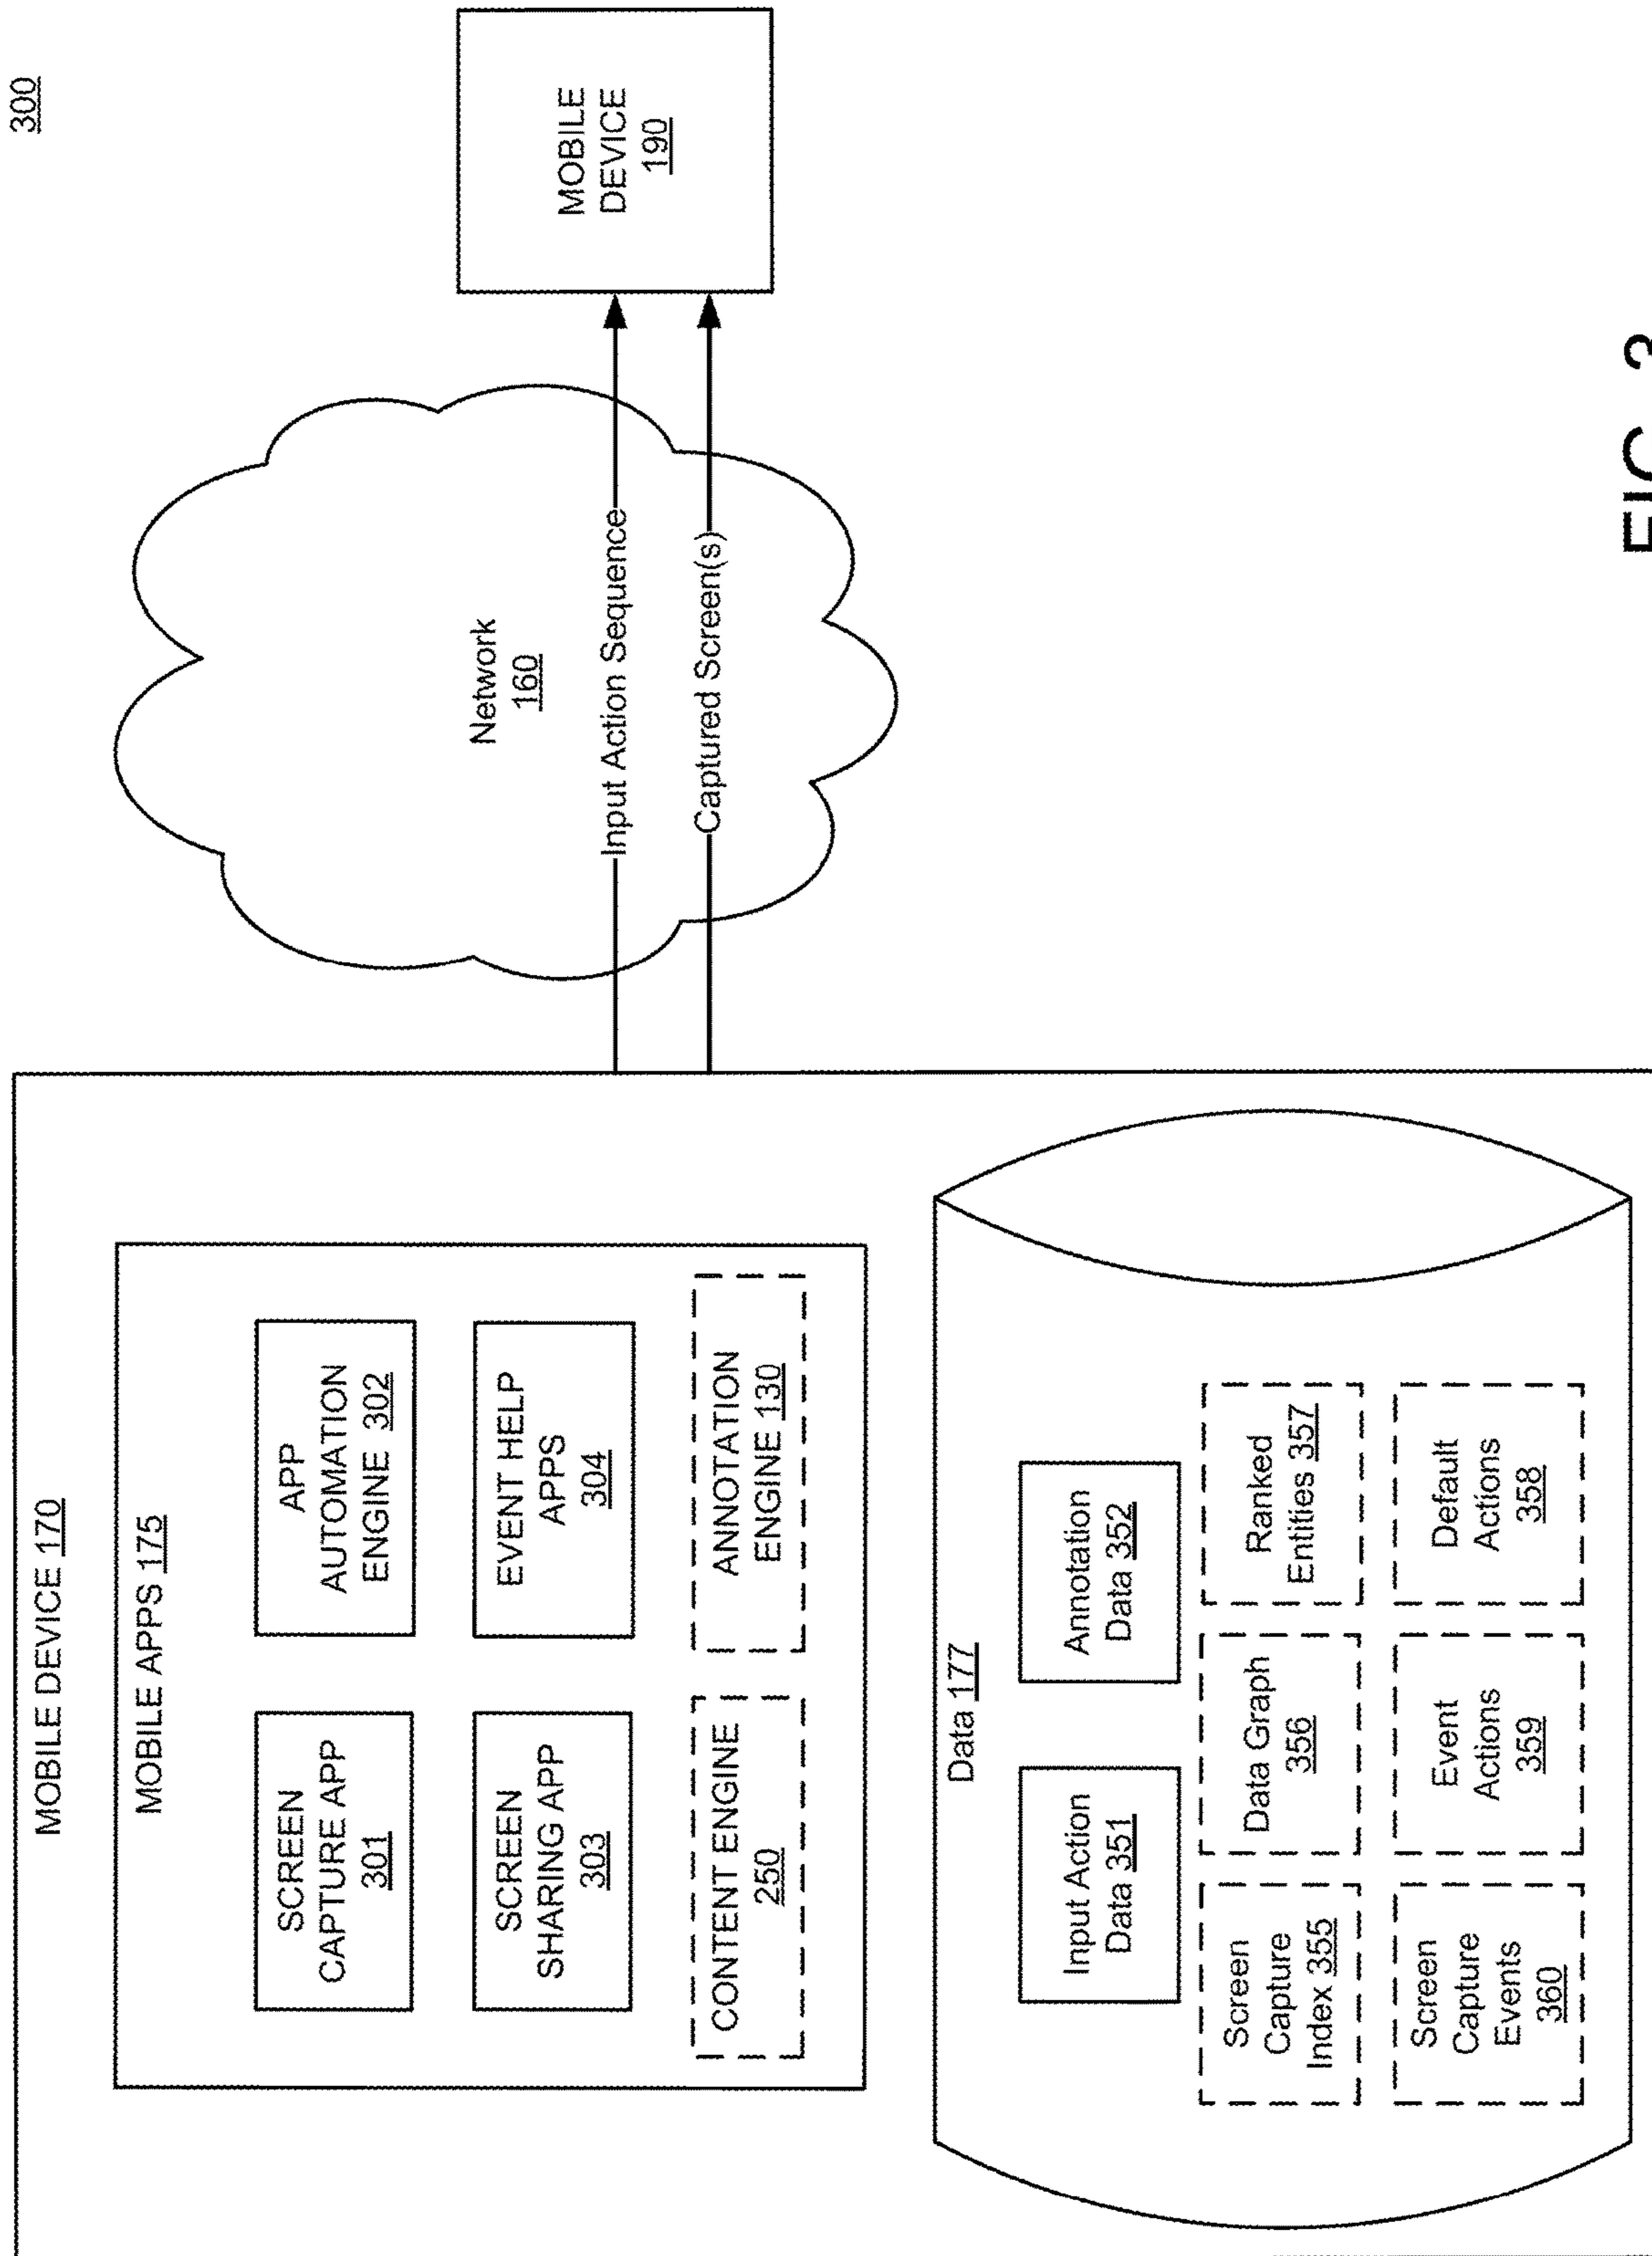 300
MOBILE DEVICE 170
MOBILE APPS 175
SCREEN
CAPTURE APP
301
APP
AUTOMATION
ENGINE 302
SCREEN
SHARING APP
303
EVENT HELP
APPS
304
CONTENT ENGINE
250
ANNOTATION
ENGINE 130
Data 177
Input Action
Data 351
Annotation
Data 352
Screen
Capture
Index 355
Data Graph
356
Ranked
Entities 357
Screen
Capture
Events
360
Event
Actions
359
Default
Actions
358
Network
160
Input Action Sequence
Captured Screen(s)
MOBILE
DEVICE
190
FIG. 3